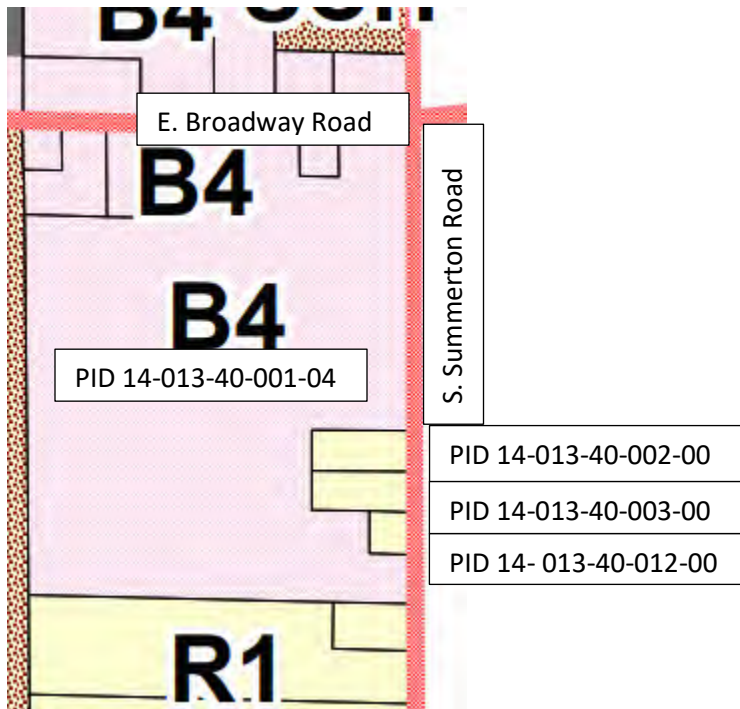 B4
E. Broadway Road
B4
S. Summerton Road
B4
PID 14-013-40-001-04
PID 14-013-40-002-00
PID 14-013-40-003-00
PID 14- 013-40-012-00
R1